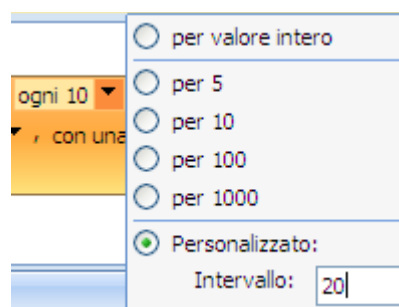 per valore intero
per 5
ogni 10
per 10
, con una
per 100
per 1000
Personalizzato:
Intervallo: 20